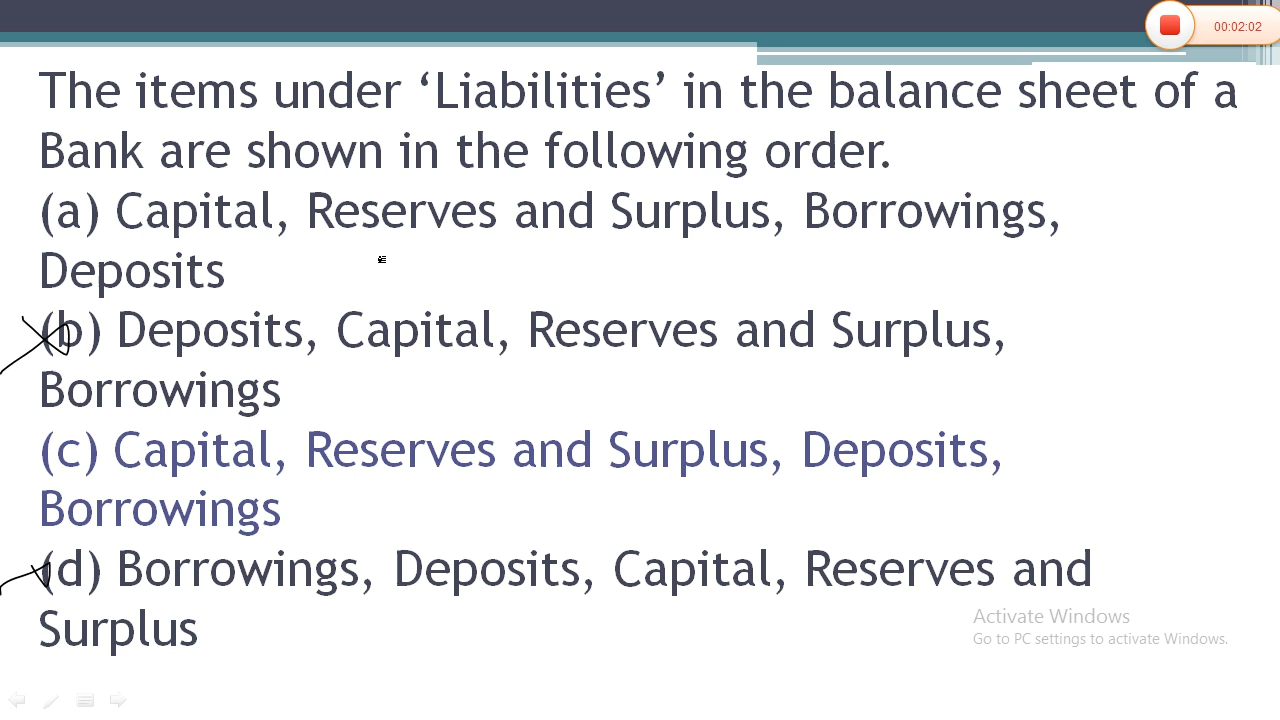 00:02:02
The items under ‘Liabilities’ in the balance sheet of a
Bank are shown in the following order.
(a) Capital, Reserves and Surplus, Borrowings,
Deposits
(b) Deposits, Capital, Reserves and Surplus,
Borrowings
(c) Capital, Reserves and Surplus, Deposits,
Borrowings
(d) Borrowings, Deposits, Capital, Reserves and
Surplus
Activate Windows
Go to PC settings to activate Windows.